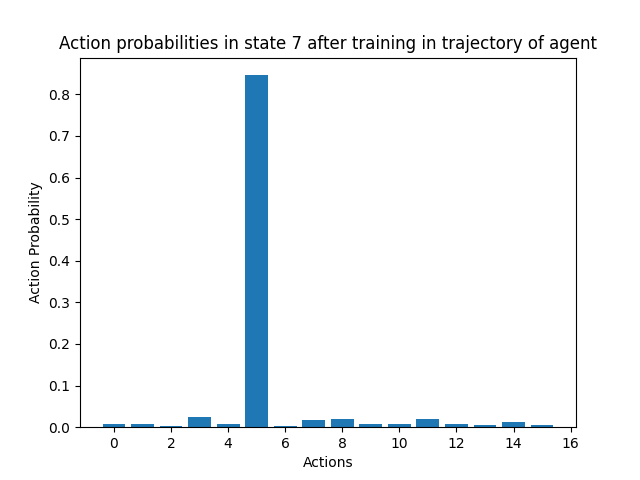 Action probabilities in state 7 after training in trajectory of agent
0.8
0.7
0.6
0.5
0.4
0.3
0.2
0.1
0.0
Action Probability
0 2 4 6 8 10 12 14 16
Actions